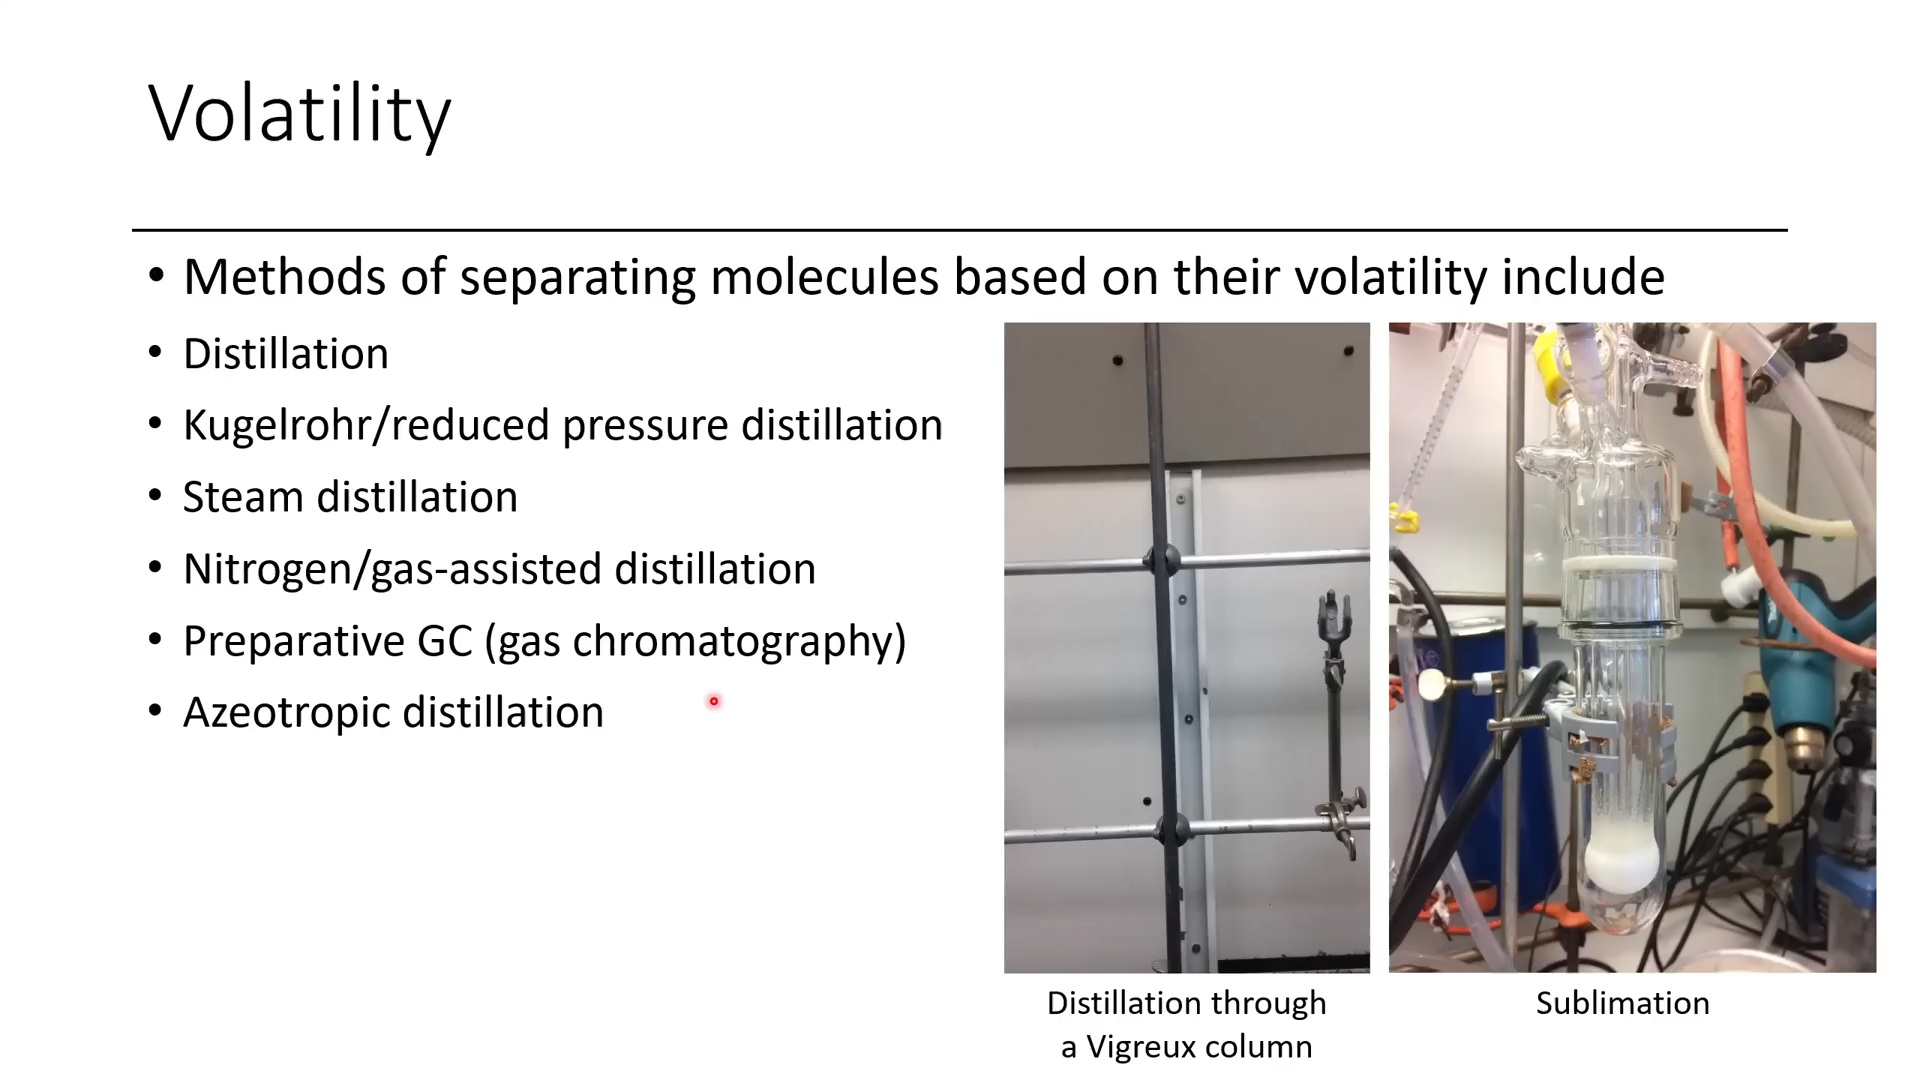 Volatility
• Methods of separating molecules based on their volatility include
• Distillation
• Kugelrohr/reduced pressure distillation
• Steam distillation
• Nitrogen/gas-assisted distillation
• Preparative GC (gas chromatography)
• Azeotropic distillation
Distillation through
a Vigreux column
Sublimation